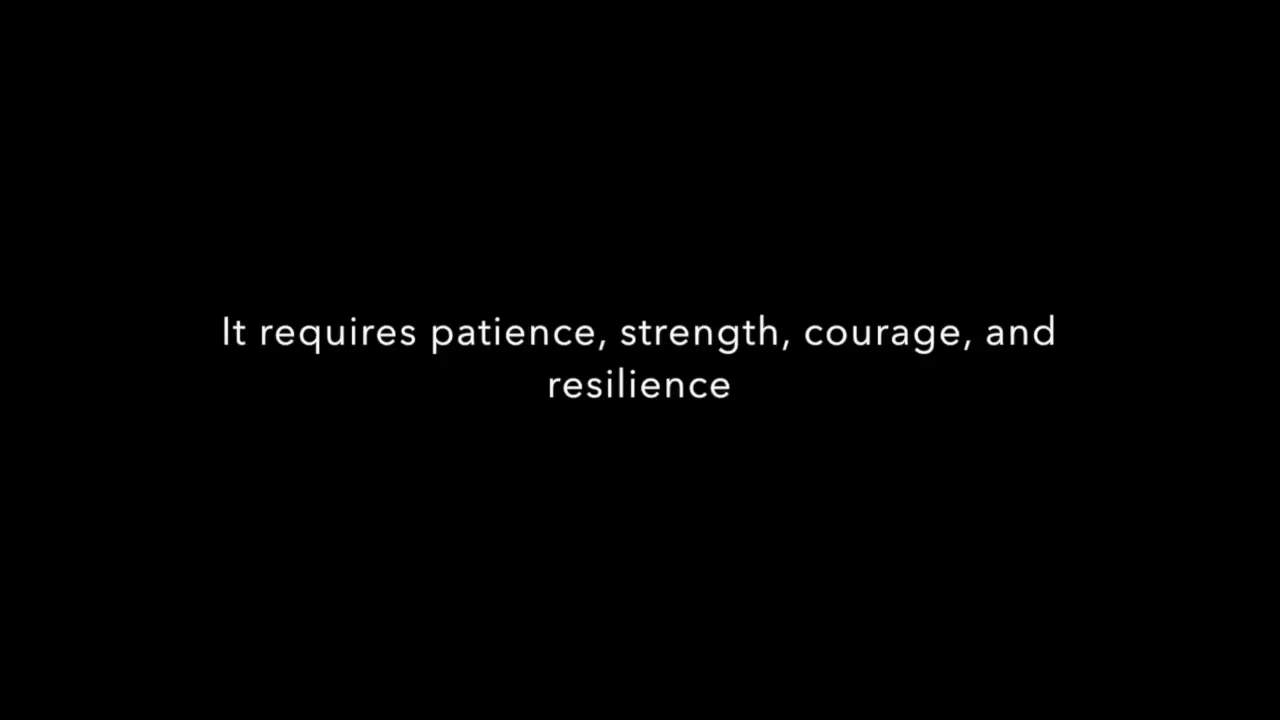 It requires patience, strength, courage, and
resilience